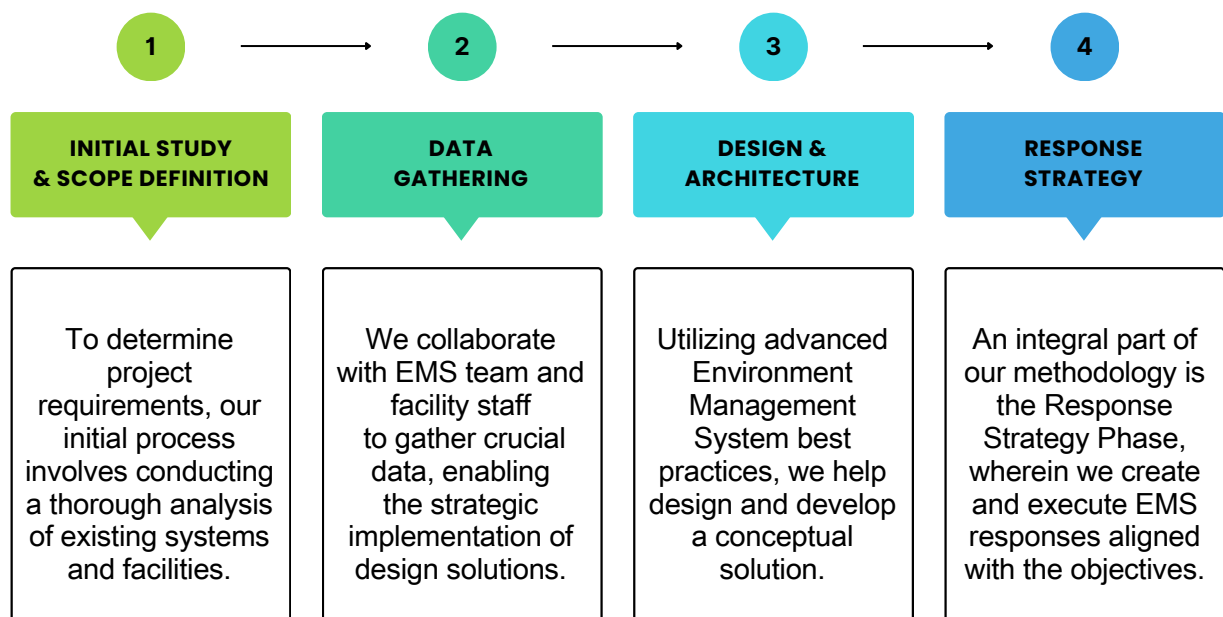 1
2
3
4
INITIAL STUDY
& SCOPE DEFINITION
DATA
GATHERING
DESIGN &
ARCHITECTURE
RESPONSE
STRATEGY
To determine
project
requirements, our
initial process
involves conducting
a thorough analysis
of existing systems
and facilities.
We collaborate
with EMS team and
facility staff
to gather crucial
data, enabling
the strategic
implementation of
design solutions.
Utilizing advanced
Environment
Management
System best
practices, we help
design and develop
a conceptual
solution.
An integral part of
our methodology is
the Response
Strategy Phase,
wherein we create
and execute EMS
responses aligned
with the objectives.